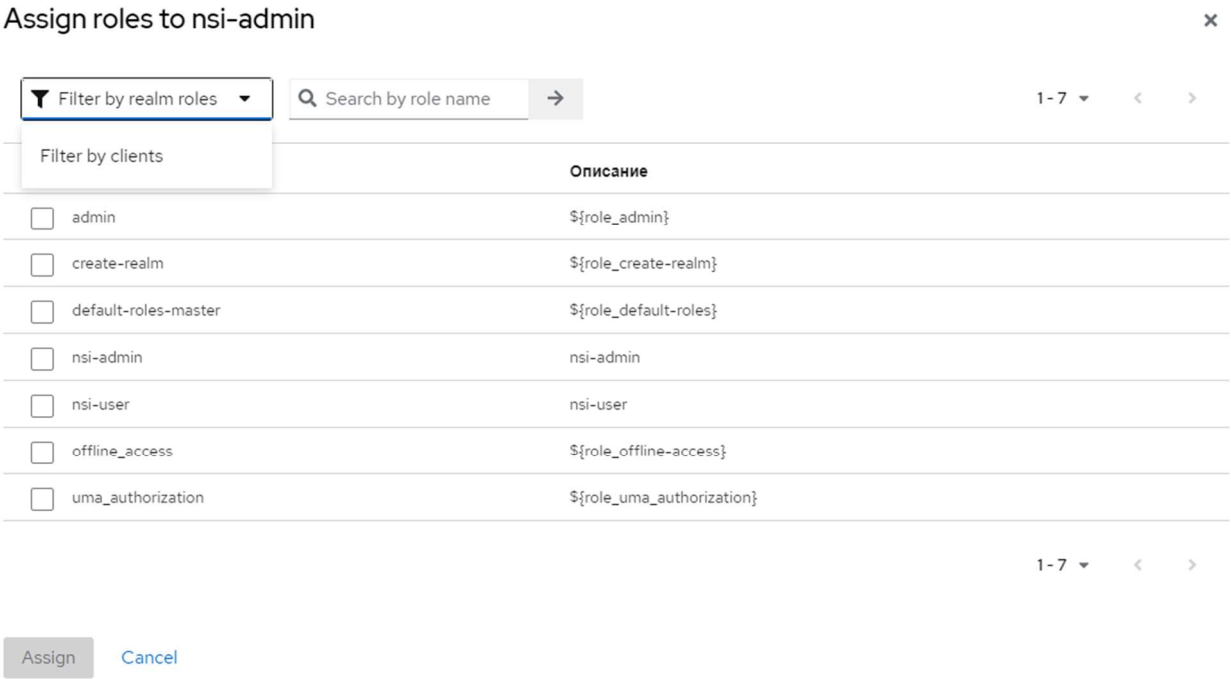 Assign roles to nsi-admin
Filter by realm roles
Search by role name
1 - 7
Filter by clients
Описание
admin ${role_admin}
create-realm ${role_create-realm}
default-roles-master ${role_default-roles}
nsi-admin nsi-admin
nsi-user nsi-user
offline_access ${role_offline-access}
uma_authorization ${role_uma_authorization}
1 - 7
Assign Cancel